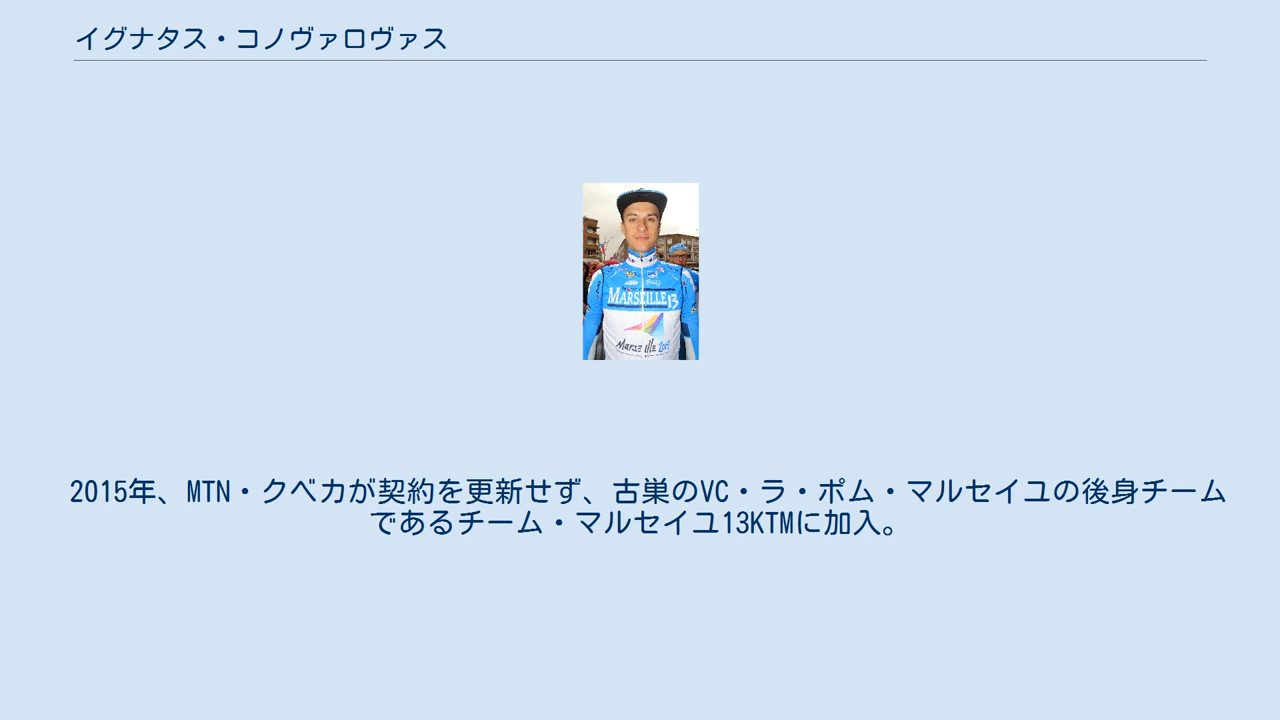 イグナタス・コノヴァロヴァス
MARSEILLE 13
Marseille
2015年、MTN・クベカが契約を更新せず、古巣のVC・ラ・ポム・マルセイユの後身チーム
であるチーム・マルセイユ13KTMに加入。